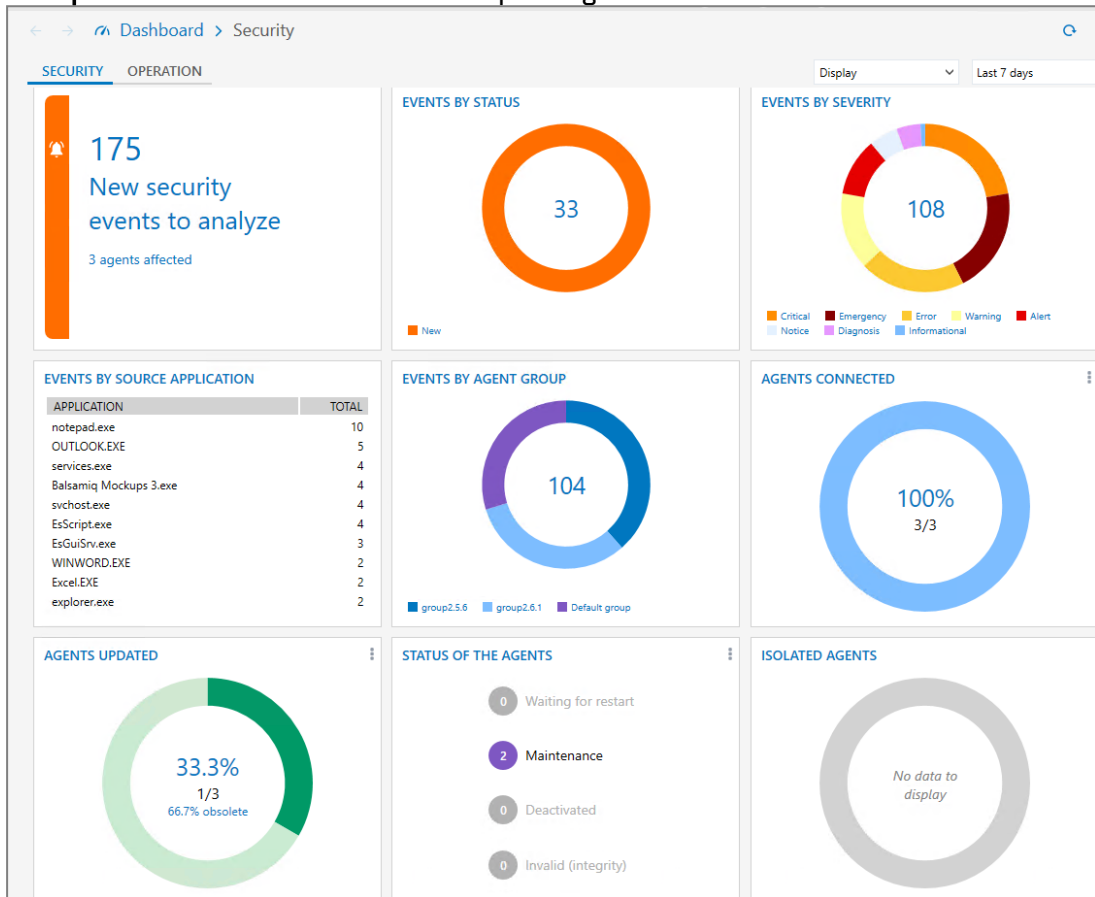 Dashboard > Security
SECURITY OPERATION
Display Last 7 days
175
New security
events to analyze
3 agents affected
EVENTS BY STATUS
33
New
EVENTS BY SEVERITY
108
Critical Emergency Error Warning Alert
Notice Diagnosis Informational
EVENTS BY SOURCE APPLICATION
APPLICATION TOTAL
notepad.exe 10
OUTLOOK.EXE 5
services.exe 4
Balsamiq Mockups 3.exe 4
svchost.exe 4
EsScript.exe 4
EsGuiSrv.exe 3
WINWORD.EXE 2
Excel.EXE 2
explorer.exe 2
EVENTS BY AGENT GROUP
104
group2.5.6 group2.6.1 Default group
AGENTS CONNECTED
100%
3/3
AGENTS UPDATED
33.3%
1/3
66.7% obsolete
STATUS OF THE AGENTS
0 Waiting for restart
2 Maintenance
0 Deactivated
0 Invalid (integrity)
ISOLATED AGENTS
No data to
display